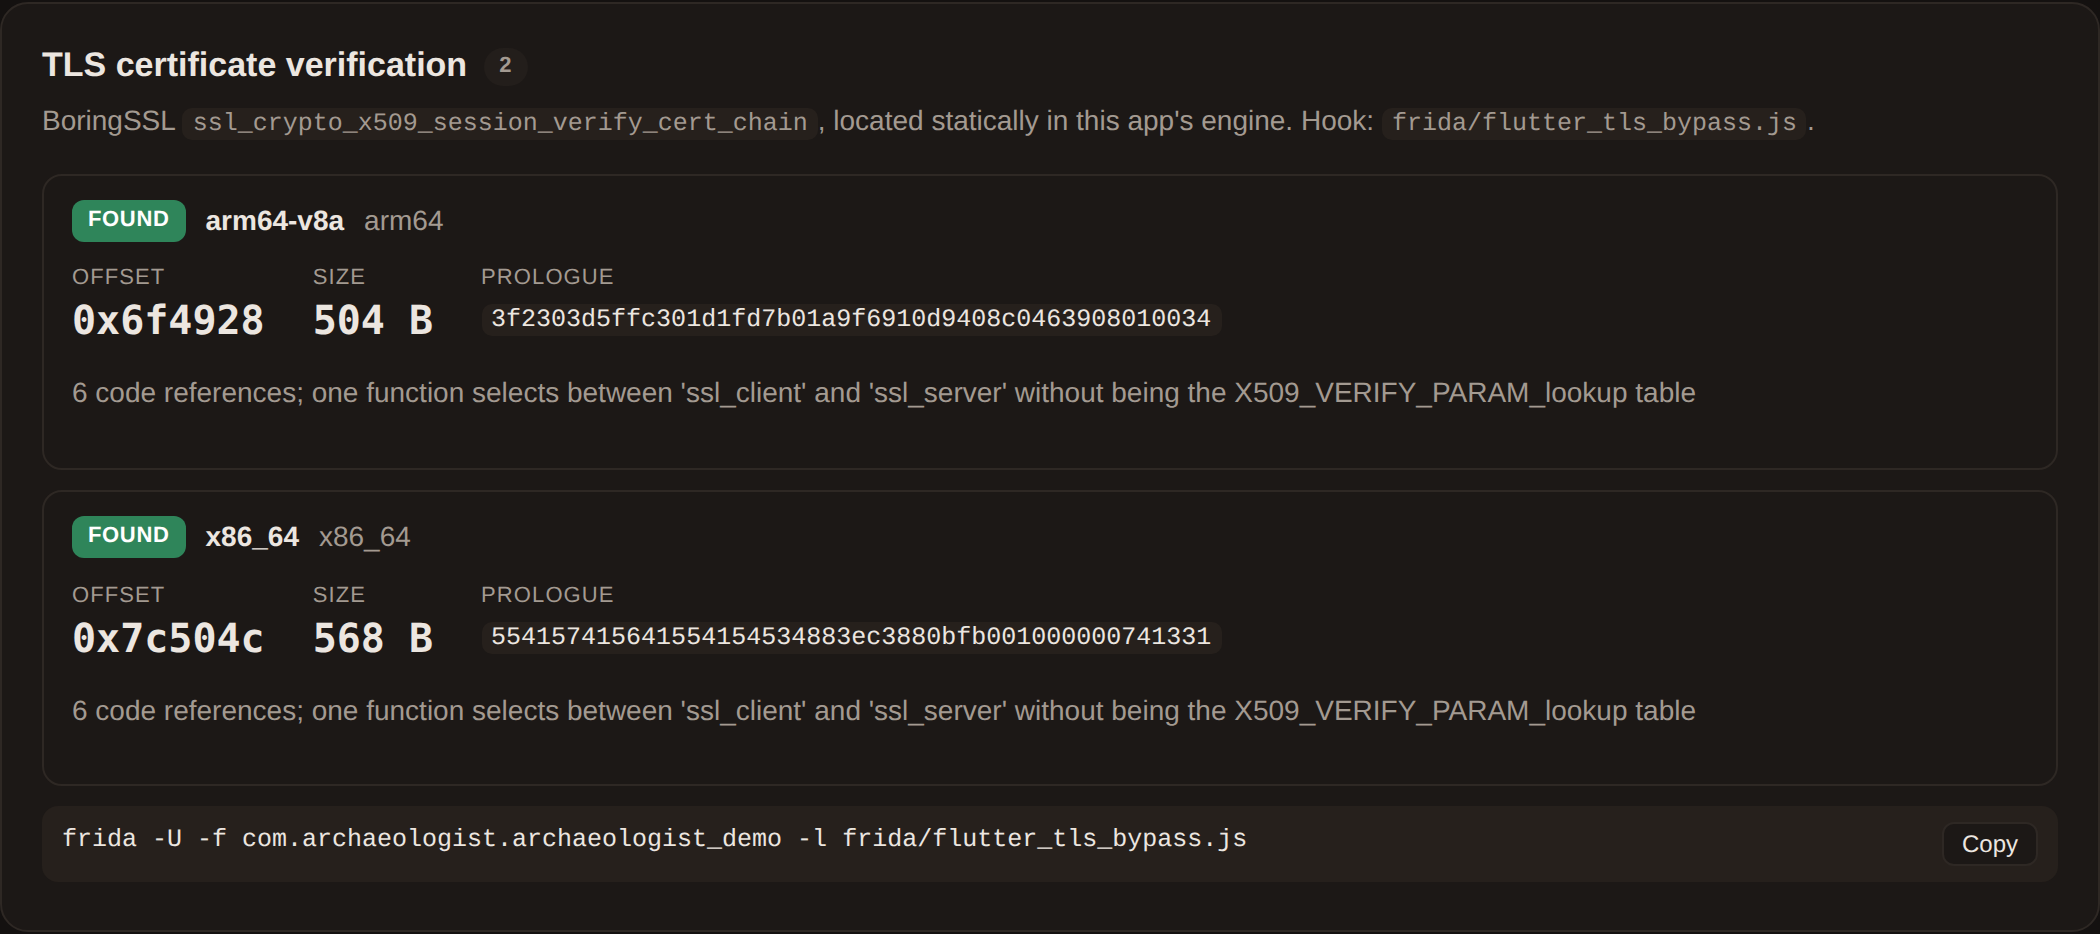 TLS certificate verification 2
BoringSSL ssl_crypto_x509_session_verify_cert_chain, located statically in this app's engine. Hook: frida/flutter_tls_bypass.js.
FOUND arm64-v8a arm64
OFFSET SIZE PROLOGUE
0x6f4928 504 B 3f2303d5ffc301d1fd7b01a9f6910d9408c0463908010034
6 code references; one function selects between 'ssl_client' and 'ssl_server' without being the X509_VERIFY_PARAM_lookup table
FOUND x86_64 x86_64
OFFSET SIZE PROLOGUE
0x7c504c 568 B 554157415641554154534883ec3880bfb001000000741331
6 code references; one function selects between 'ssl_client' and 'ssl_server' without being the X509_VERIFY_PARAM_lookup table
frida -U -f com.archaeologist.archaeologist_demo -l frida/flutter_tls_bypass.js Copy